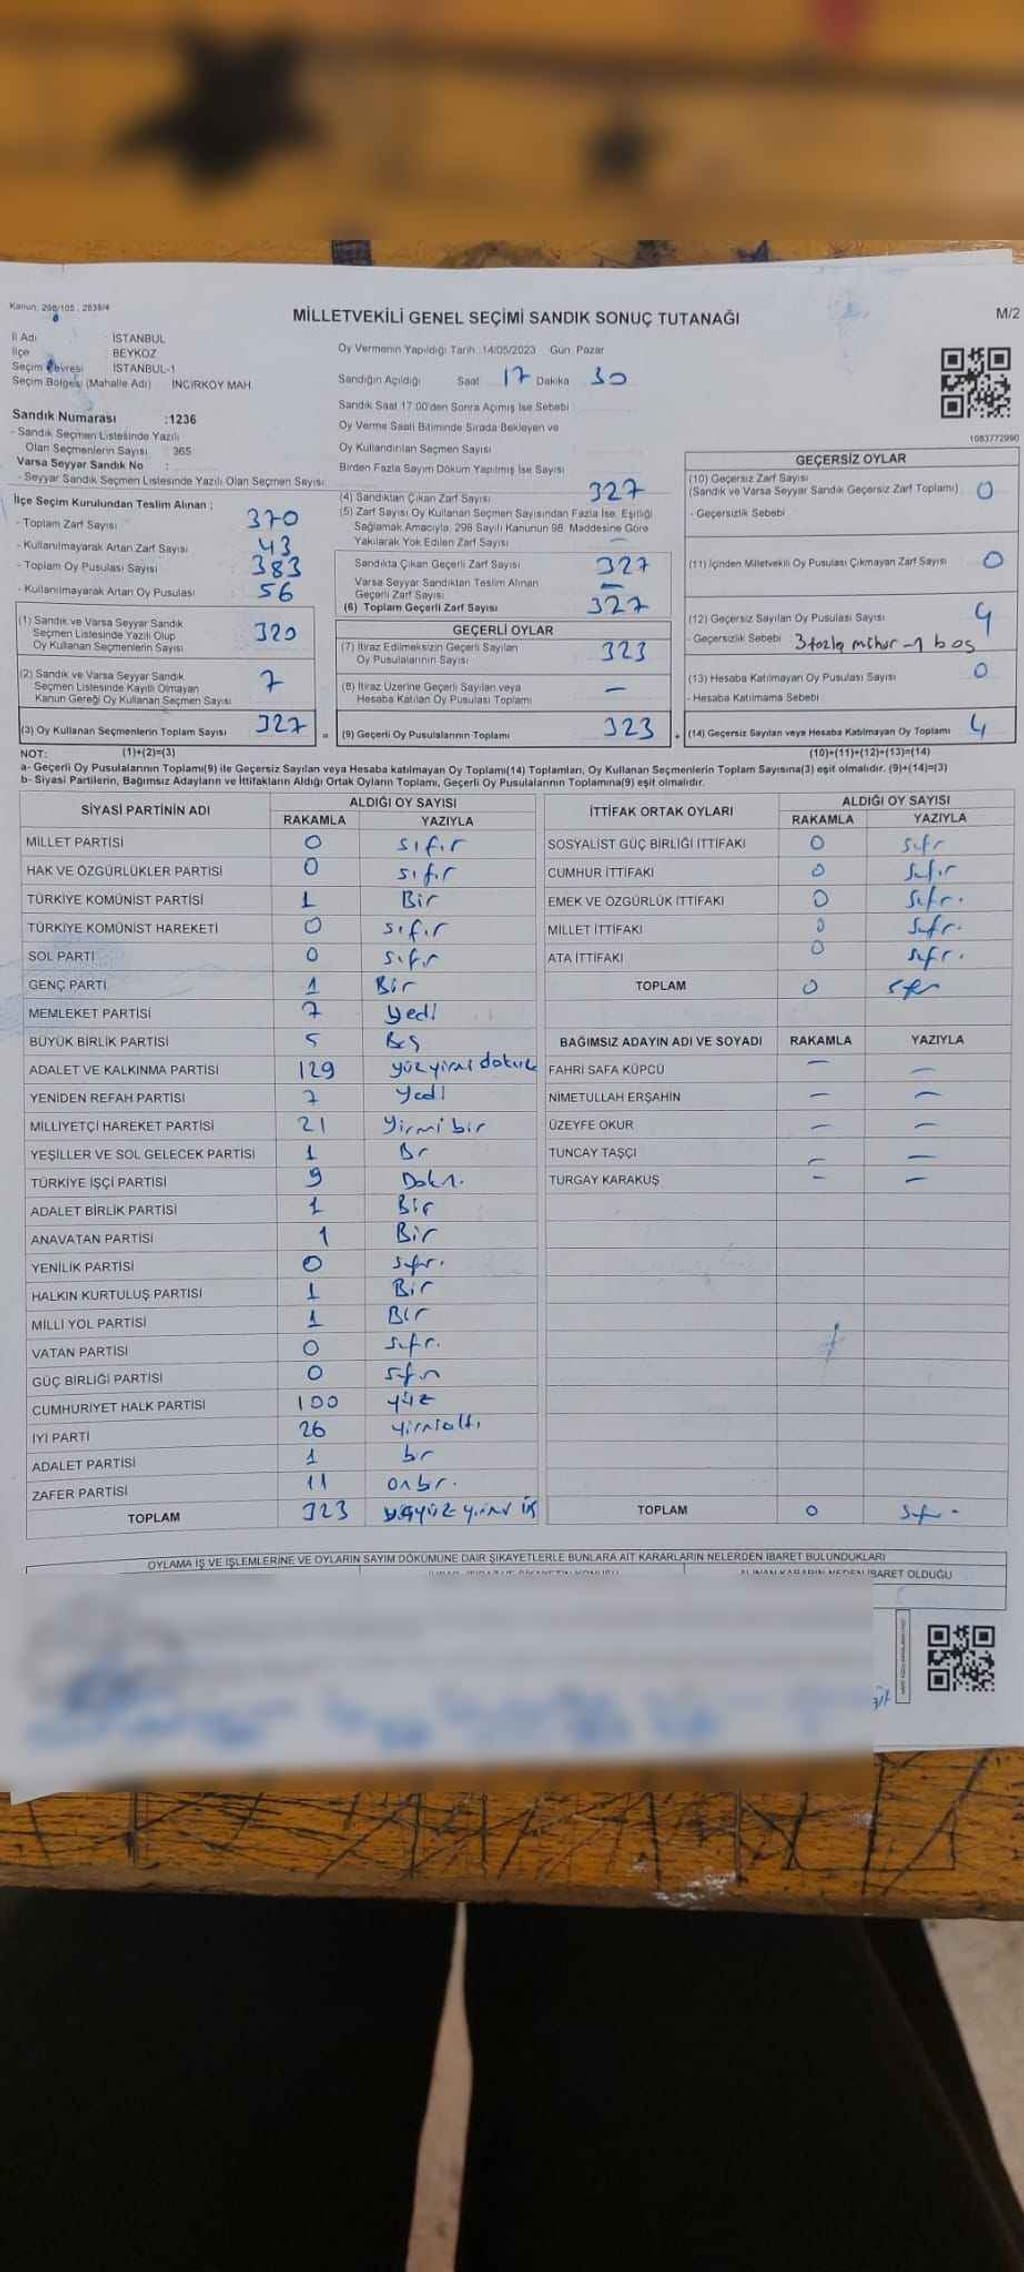 Kanun: 298/105 ; 2839/4
MİLLETVEKİLİ GENEL SEÇİMİ SANDIK SONUÇ TUTANAĞI
M/2
İl Adı İSTANBUL
İlçe BEYKOZ
Seçim Çevresi İSTANBUL-1
Seçim Bölgesi (Mahalle Adı) İNCİRKÖY MAH.
Sandık Numarası :1236
- Sandık Seçmen Listesinde Yazılı
Olan Seçmenlerin Sayısı 365
Varsa Seyyar Sandık No :
- Seyyar Sandık Seçmen Listesinde Yazılı Olan Seçmen Sayısı
Oy Vermenin Yapıldığı Tarih :14/05/2023 Gün: Pazar
Sandığın Açıldığı Saat 17 Dakika 30
Sandık Saat 17:00'den Sonra Açmış İse Sebebi
Oy Verme Saati Bitiminde Sırada Bekleyen ve
Oy Kullandırılan Seçmen Sayısı
Birden Fazla Sayım Döküm Yapılmış İse Sayısı
1083772990
İlçe Seçim Kurulundan Teslim Alınan ;
- Toplam Zarf Sayısı 370
- Kullanılmayarak Artan Zarf Sayısı 43
- Toplam Oy Pusulası Sayısı 383
- Kullanılmayarak Artan Oy Pusulası 56
(1) Sandık ve Varsa Seyyar Sandık
Seçmen Listesinde Yazılı Olup
Oy Kullanan Seçmenlerin Sayısı 320
(2) Sandık ve Varsa Seyyar Sandık
Seçmen Listesinde Kayıtlı Olmayan
Kanun Gereği Oy Kullanan Seçmen Sayısı 7
(3) Oy Kullanan Seçmenlerin Toplam Sayısı 327
(4) Sandıktan Çıkan Zarf Sayısı 327
(5) Zarf Sayısı Oy Kullanan Seçmen Sayısından Fazla İse, Eşitliği
Sağlamak Amacıyla, 298 Sayılı Kanunun 98. Maddesine Göre
Yakılarak Yok Edilen Zarf Sayısı —
Sandıkta Çıkan Geçerli Zarf Sayısı 327
Varsa Seyyar Sandıktan Teslim Alınan
Geçerli Zarf Sayısı —
(6) Toplam Geçerli Zarf Sayısı 327
GEÇERLİ OYLAR
(7) İtiraz Edilmeksizin Geçerli Sayılan
Oy Pusulalarının Sayısı 323
(8) İtiraz Üzerine Geçerli Sayılan veya
Hesaba Katılan Oy Pusulası Toplamı —
= (9) Geçerli Oy Pusulalarının Toplamı 323 +
GEÇERSİZ OYLAR
(10) Geçersiz Zarf Sayısı
(Sandık ve Varsa Seyyar Sandık Geçersiz Zarf Toplamı) 0
- Geçersizlik Sebebi
(11) İçinden Milletvekili Oy Pusulası Çıkmayan Zarf Sayısı 0
(12) Geçersiz Sayılan Oy Pusulası Sayısı 4
- Geçersizlik Sebebi 3 fazla mühür - 1 boş
(13) Hesaba Katılmayan Oy Pusulası Sayısı 0
- Hesaba Katılmama Sebebi
(14) Geçersiz Sayılan veya Hesaba Katılmayan Oy Toplamı 4
NOT: (1)+(2)=(3) (10)+(11)+(12)+(13)=(14)
a- Geçerli Oy Pusulalarının Toplamı(9) ile Geçersiz Sayılan veya Hesaba katılmayan Oy Toplamı(14) Toplamları, Oy Kullanan Seçmenlerin Toplam Sayısına(3) eşit olmalıdır. (9)+(14)=(3)
b- Siyasi Partilerin, Bağımsız Adayların ve İttifakların Aldığı Ortak Oyların Toplamı, Geçerli Oy Pusulalarının Toplamına(9) eşit olmalıdır.
SİYASİ PARTİNİN ADI ALDIĞI OY SAYISI
RAKAMLA YAZIYLA
MİLLET PARTİSİ 0 sıfır
HAK VE ÖZGÜRLÜKLER PARTİSİ 0 sıfır
TÜRKİYE KOMÜNİST PARTİSİ 1 Bir
TÜRKİYE KOMÜNİST HAREKETİ 0 sıfır
SOL PARTİ 0 sıfır
GENÇ PARTİ 1 Bir
MEMLEKET PARTİSİ 7 yedi
BÜYÜK BİRLİK PARTİSİ 5 Beş
ADALET VE KALKINMA PARTİSİ 129 yüz yirmi dokuz
YENİDEN REFAH PARTİSİ 7 yedi
MİLLİYETÇİ HAREKET PARTİSİ 21 yirmi bir
YEŞİLLER VE SOL GELECEK PARTİSİ 1 Br
TÜRKİYE İŞÇİ PARTİSİ 9
ADALET BİRLİK PARTİSİ 1 Bir
ANAVATAN PARTİSİ 1 Bir
YENİLİK PARTİSİ 0 sıfır.
HALKIN KURTULUŞ PARTİSİ 1 Bir
MİLLİ YOL PARTİSİ 1 Bir
VATAN PARTİSİ 0 sıfır.
GÜÇ BİRLİĞİ PARTİSİ 0 sıfır
CUMHURİYET HALK PARTİSİ 100 yüz
İYİ PARTİ 26 yirmialtı
ADALET PARTİSİ 1 br
ZAFER PARTİSİ 11 onbr.
TOPLAM 323 üçyüz yirmi üç
İTTİFAK ORTAK OYLARI ALDIĞI OY SAYISI
RAKAMLA YAZIYLA
SOSYALİST GÜÇ BİRLİĞİ İTTİFAKI 0 sıfır
CUMHUR İTTİFAKI 0 sıfır
EMEK VE ÖZGÜRLÜK İTTİFAKI 0 sıfır.
MİLLET İTTİFAKI 0 sıfır.
ATA İTTİFAKI 0 sıfır.
TOPLAM 0 sıfır
BAĞIMSIZ ADAYIN ADI VE SOYADI RAKAMLA YAZIYLA
FAHRİ SAFA KÜPCÜ — —
NİMETULLAH ERŞAHİN — —
ÜZEYFE OKUR — —
TUNCAY TAŞÇI — —
TURGAY KARAKUŞ — —
TOPLAM 0 sıfır
OYLAMA İŞ VE İŞLEMLERİNE VE OYLARIN SAYIM DÖKÜMÜNE DAİR ŞİKAYETLERLE BUNLARA AİT KARARLARIN NELERDEN İBARET BULUNDUKLARI
ALINAN KARARIN NEDEN İBARET OLDUĞU